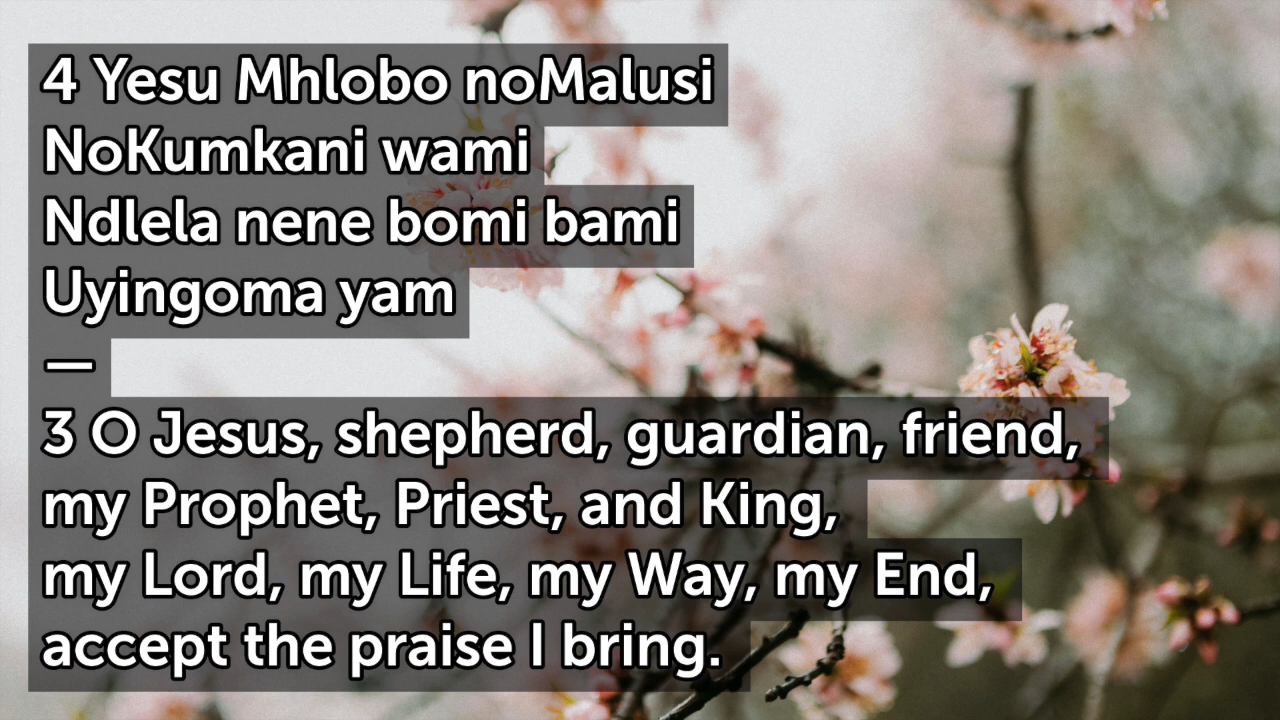 4 Yesu Mhlobo noMalusi
NoKumkani wami
Ndlela nene bomi bami
Uyingoma yam
—
3 O Jesus, shepherd, guardian, friend,
my Prophet, Priest, and King,
my Lord, my Life, my Way, my End,
accept the praise I bring.